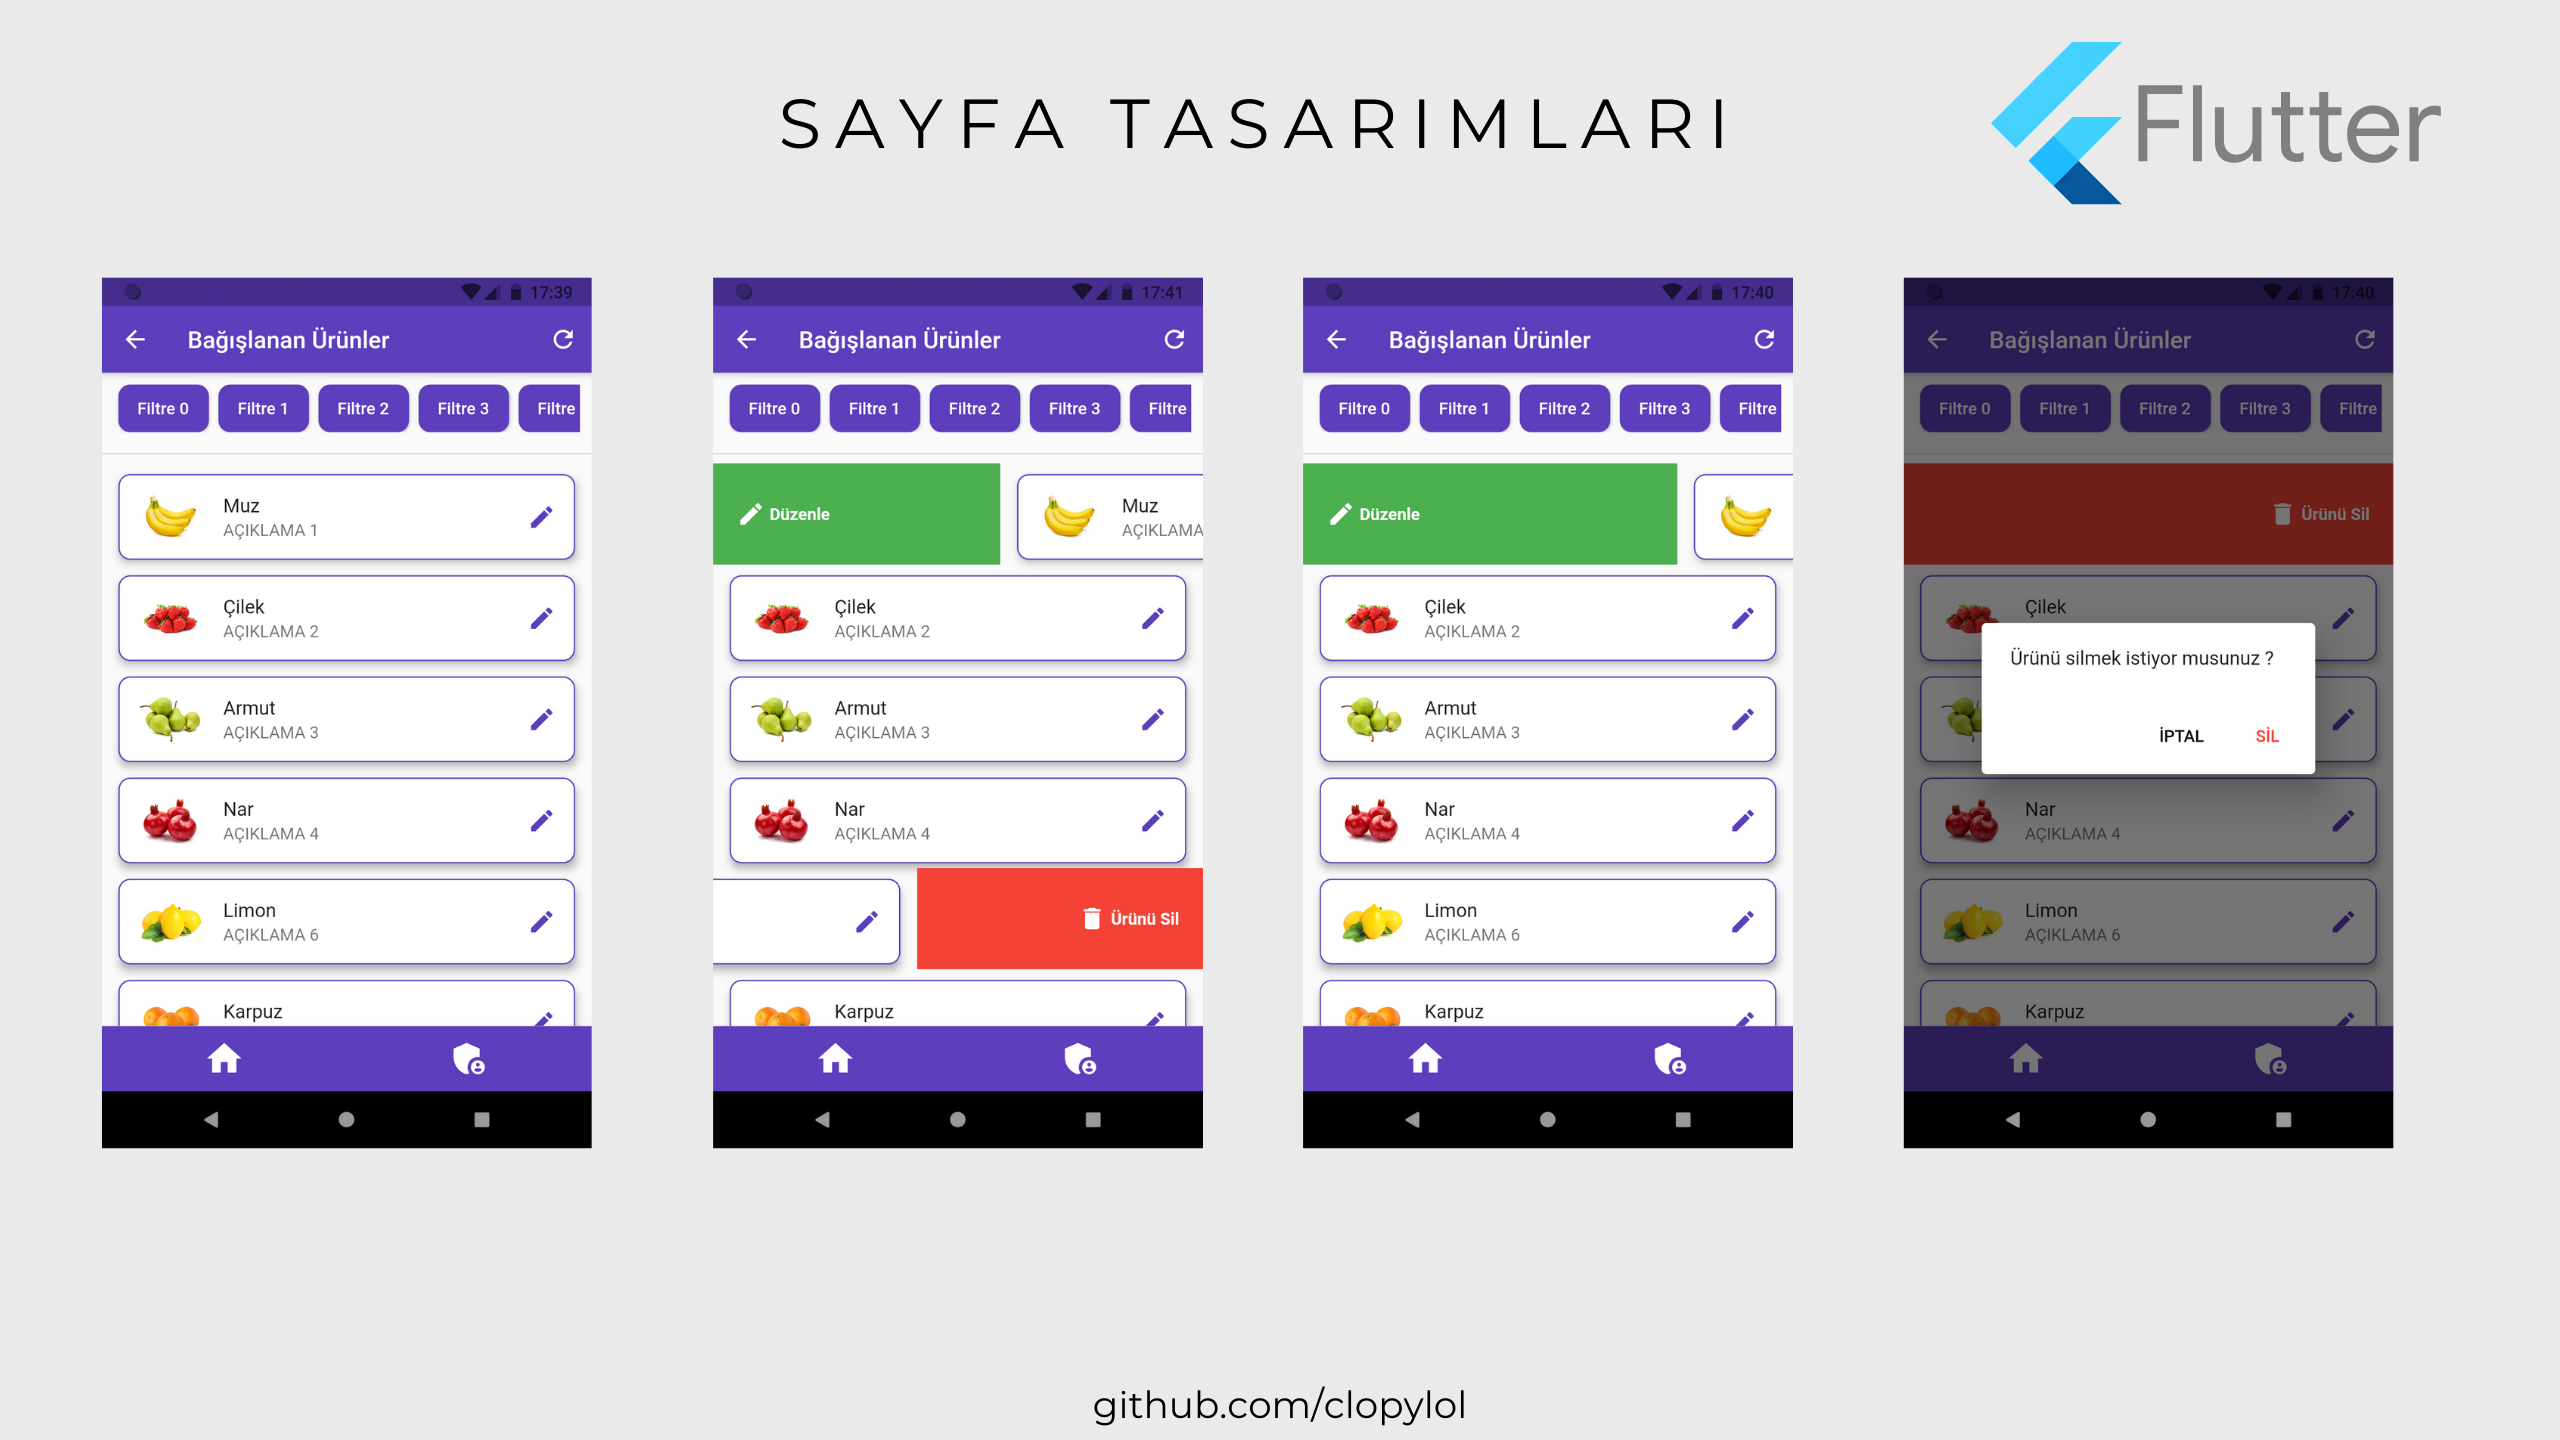 SAYFA TASARIMLARI
Flutter
17:39
Bağışlanan Ürünler
Filtre 0
Filtre 1
Filtre 2
Filtre 3
Filtre
Muz
AÇIKLAMA 1
Çilek
AÇIKLAMA 2
Armut
AÇIKLAMA 3
Nar
AÇIKLAMA 4
Limon
AÇIKLAMA 6
Karpuz
17:41
Bağışlanan Ürünler
Filtre 0
Filtre 1
Filtre 2
Filtre 3
Filtre
Düzenle
Muz
AÇIKLAMA
Çilek
AÇIKLAMA 2
Armut
AÇIKLAMA 3
Nar
AÇIKLAMA 4
Ürünü Sil
Karpuz
17:40
Bağışlanan Ürünler
Filtre 0
Filtre 1
Filtre 2
Filtre 3
Filtre
Düzenle
Çilek
AÇIKLAMA 2
Armut
AÇIKLAMA 3
Nar
AÇIKLAMA 4
Limon
AÇIKLAMA 6
Karpuz
17:40
Bağışlanan Ürünler
Filtre 0
Filtre 1
Filtre 2
Filtre 3
Filtre
Ürünü Sil
Çilek
Ürünü silmek istiyor musunuz ?
İPTAL
SİL
Nar
AÇIKLAMA 4
Limon
AÇIKLAMA 6
Karpuz
github.com/clopylol